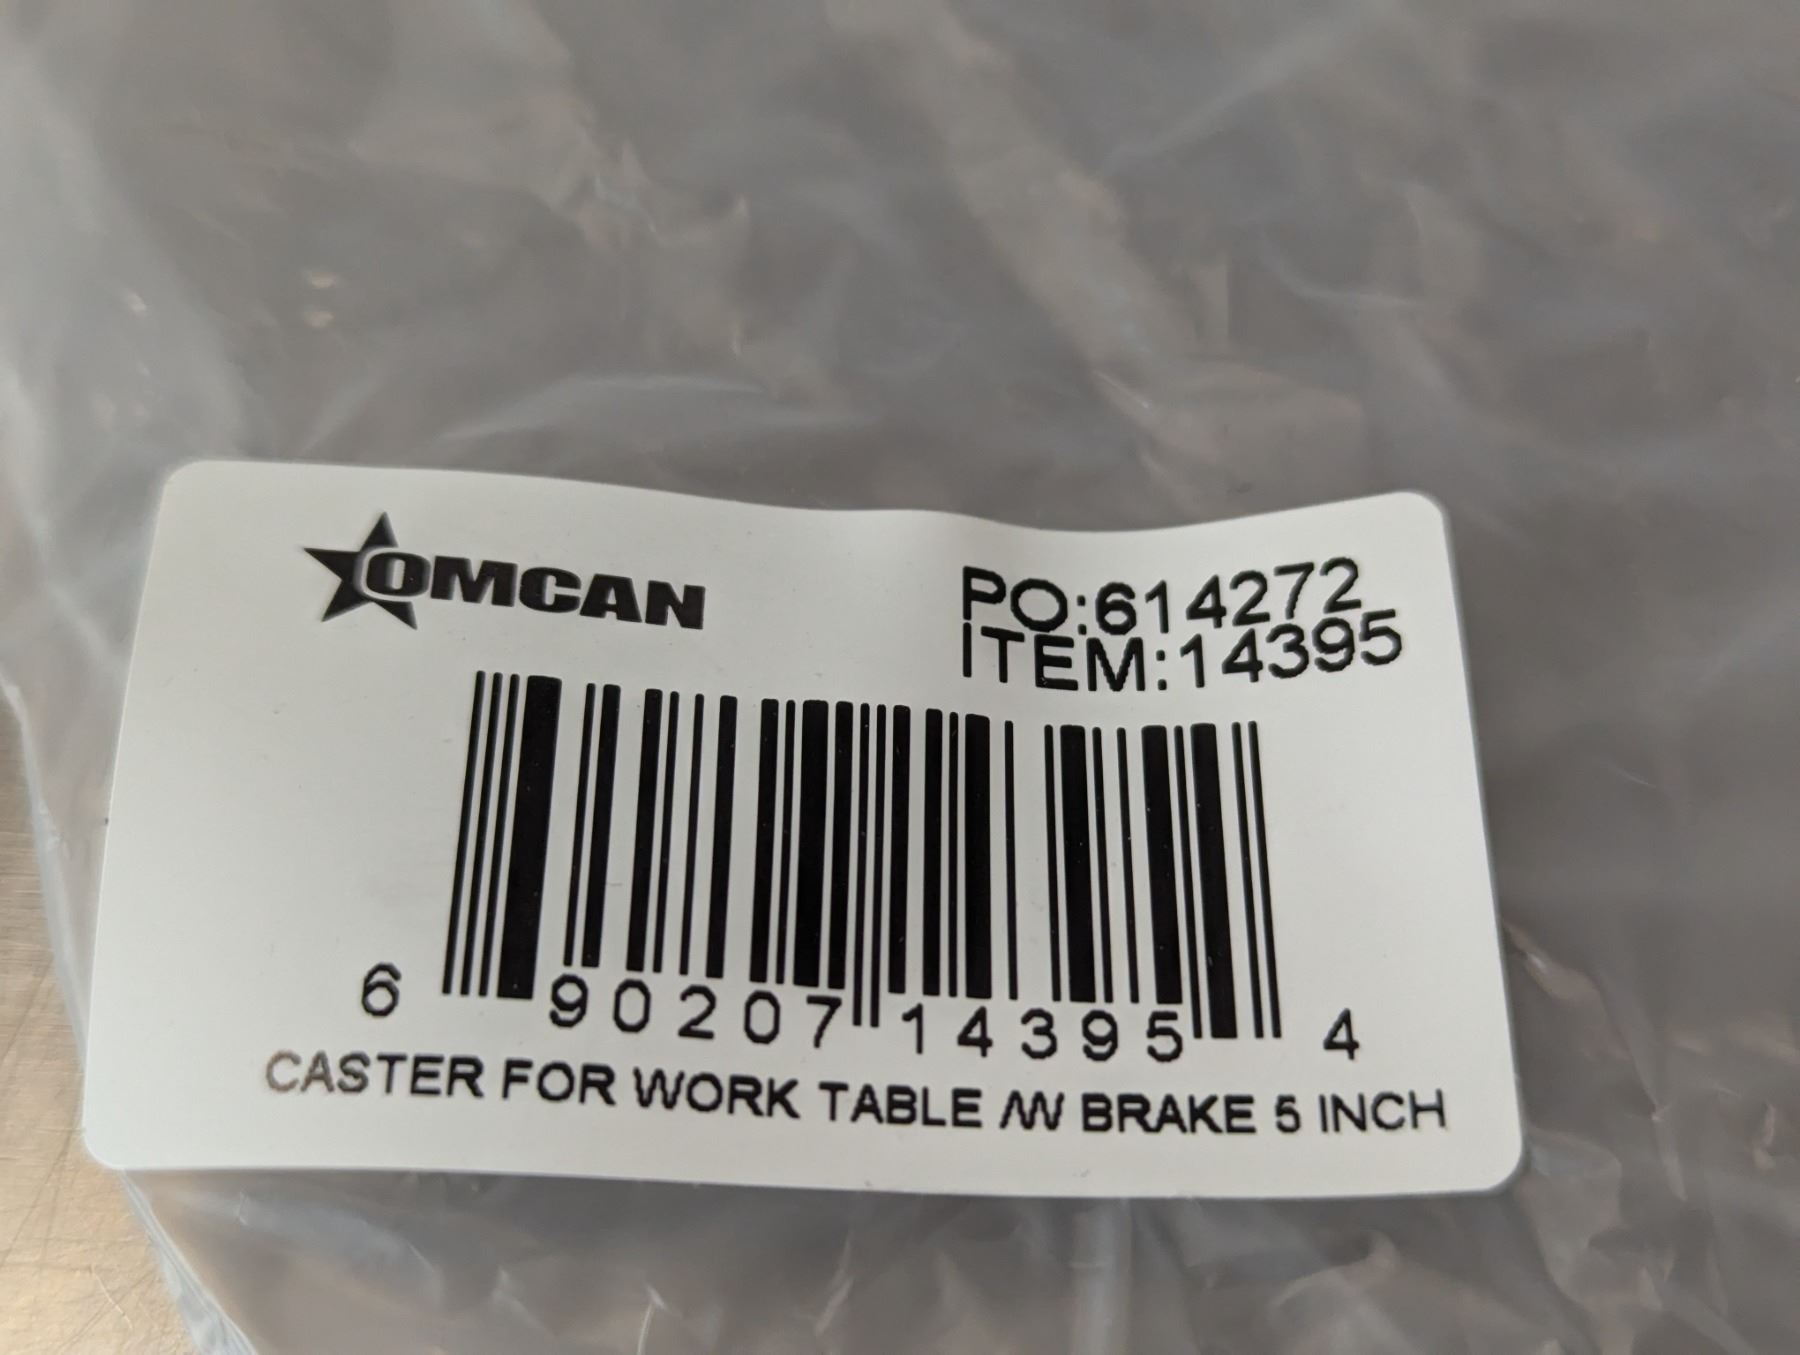 OMCAN
PO:614272
ITEM:14395
6 90207 14395 4
CASTER FOR WORK TABLE /W BRAKE 5 INCH